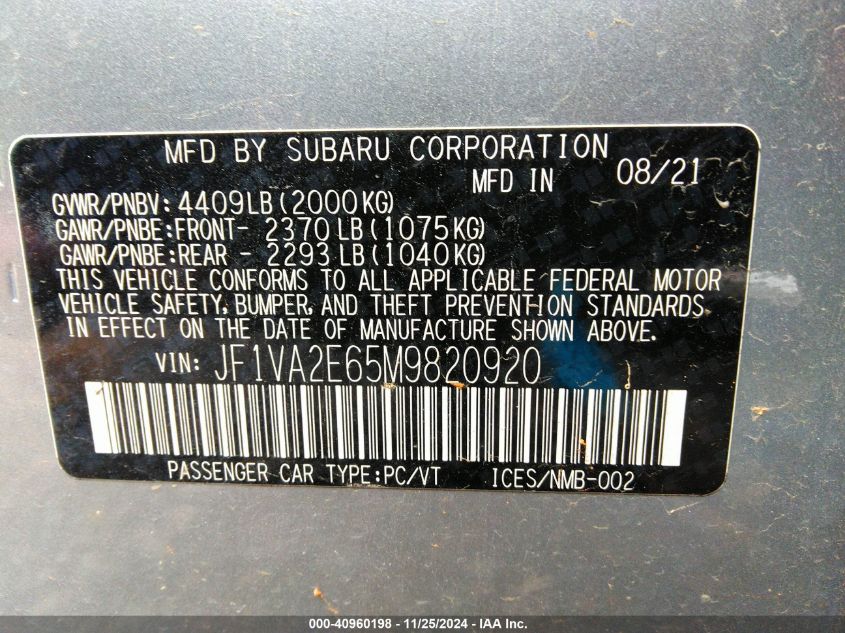 MFD BY SUBARU CORPORATION
MFD IN 08/21
GVWR/PNBV: 4409LB(2000KG)
GAWR/PNBE:FRONT- 2370LB(1075KG)
GAWR/PNBE:REAR - 2293LB(1040KG)
THIS VEHICLE CONFORMS TO ALL APPLICABLE FEDERAL MOTOR
VEHICLE SAFETY, BUMPER, AND THEFT PREVENTION STANDARDS
IN EFFECT ON THE DATE OF MANUFACTURE SHOWN ABOVE.
VIN: JF1VA2E65M9820920
PASSENGER CAR TYPE:PC/VT ICES/NMB-002
000-40960198 - 11/25/2024 - IAA Inc.